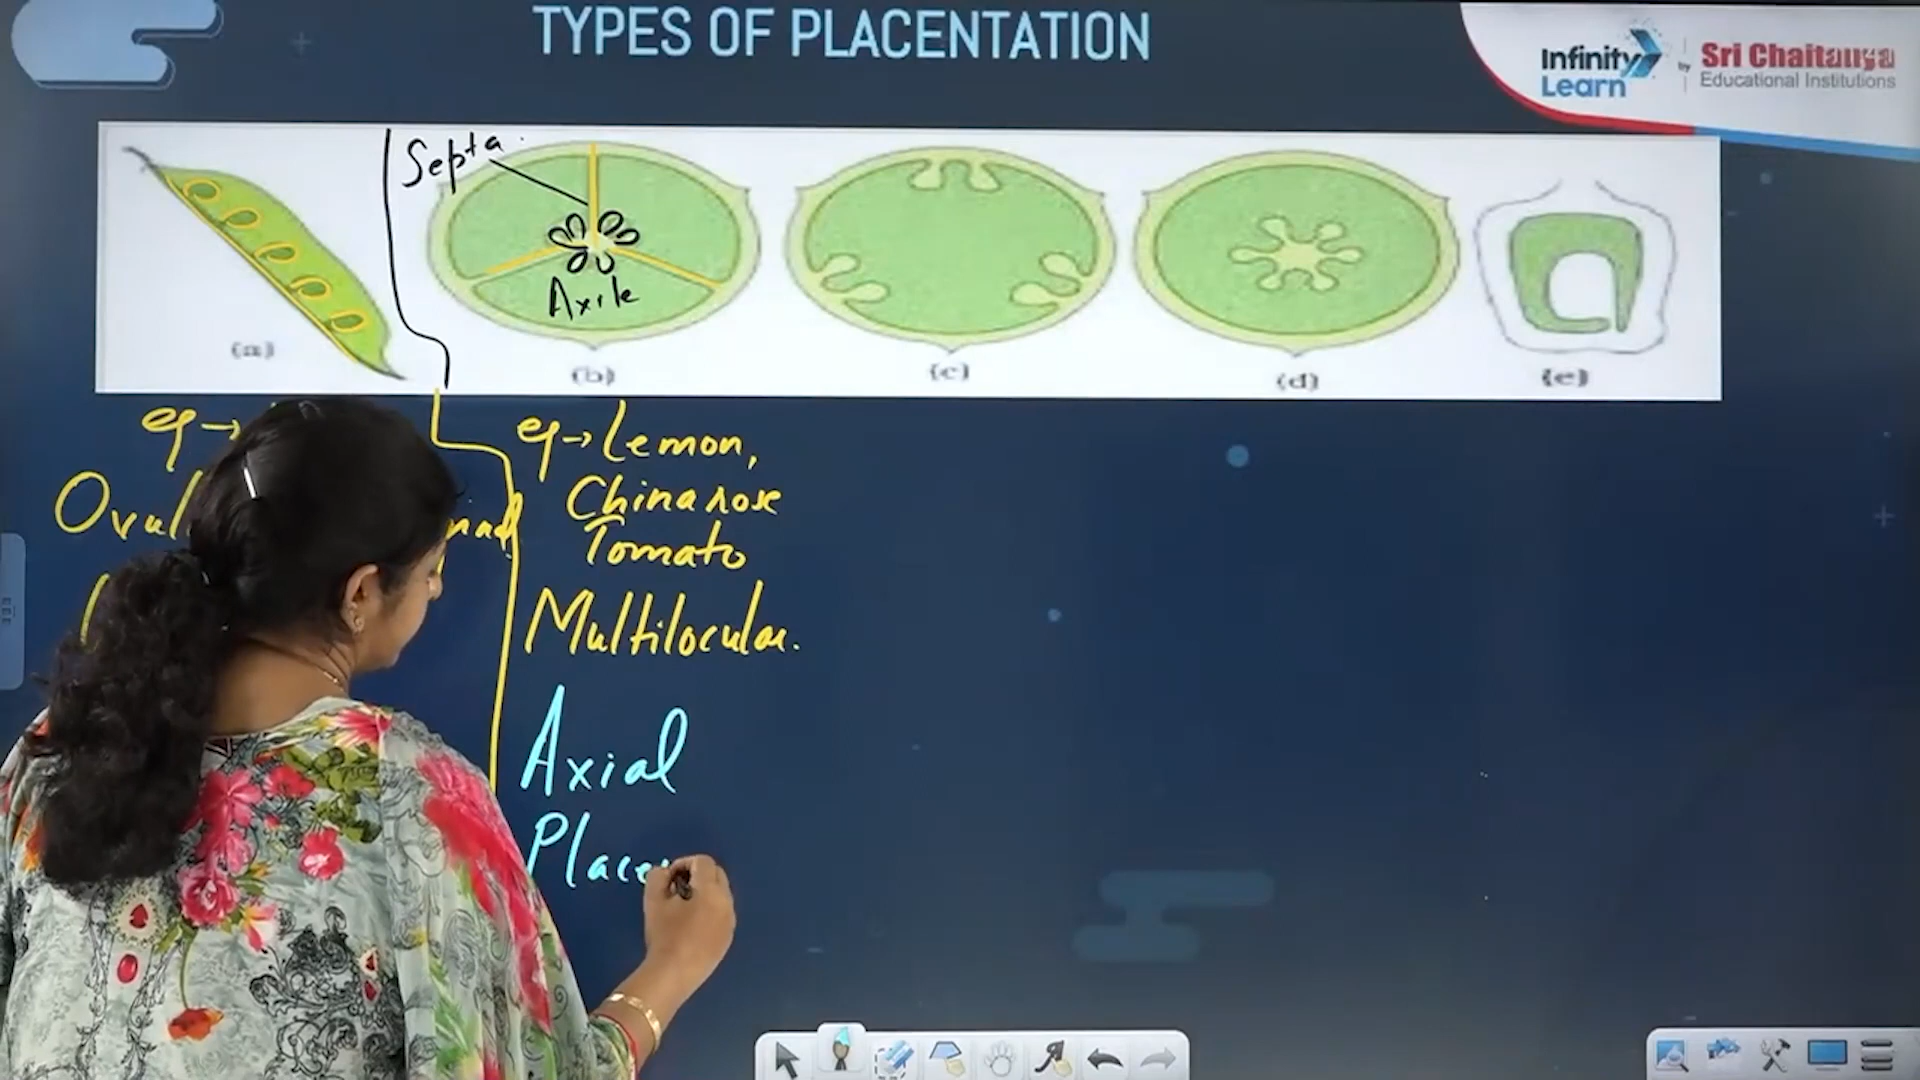 TYPES OF PLACENTATION
Infinity
Learn
by
Sri Chaitanya
Educational Institutions
Septa
Axile
(a)
(b)
(c)
(d)
(e)
eg→
eg→ Lemon,
China rose
Tomato
Multilocular.
Axial